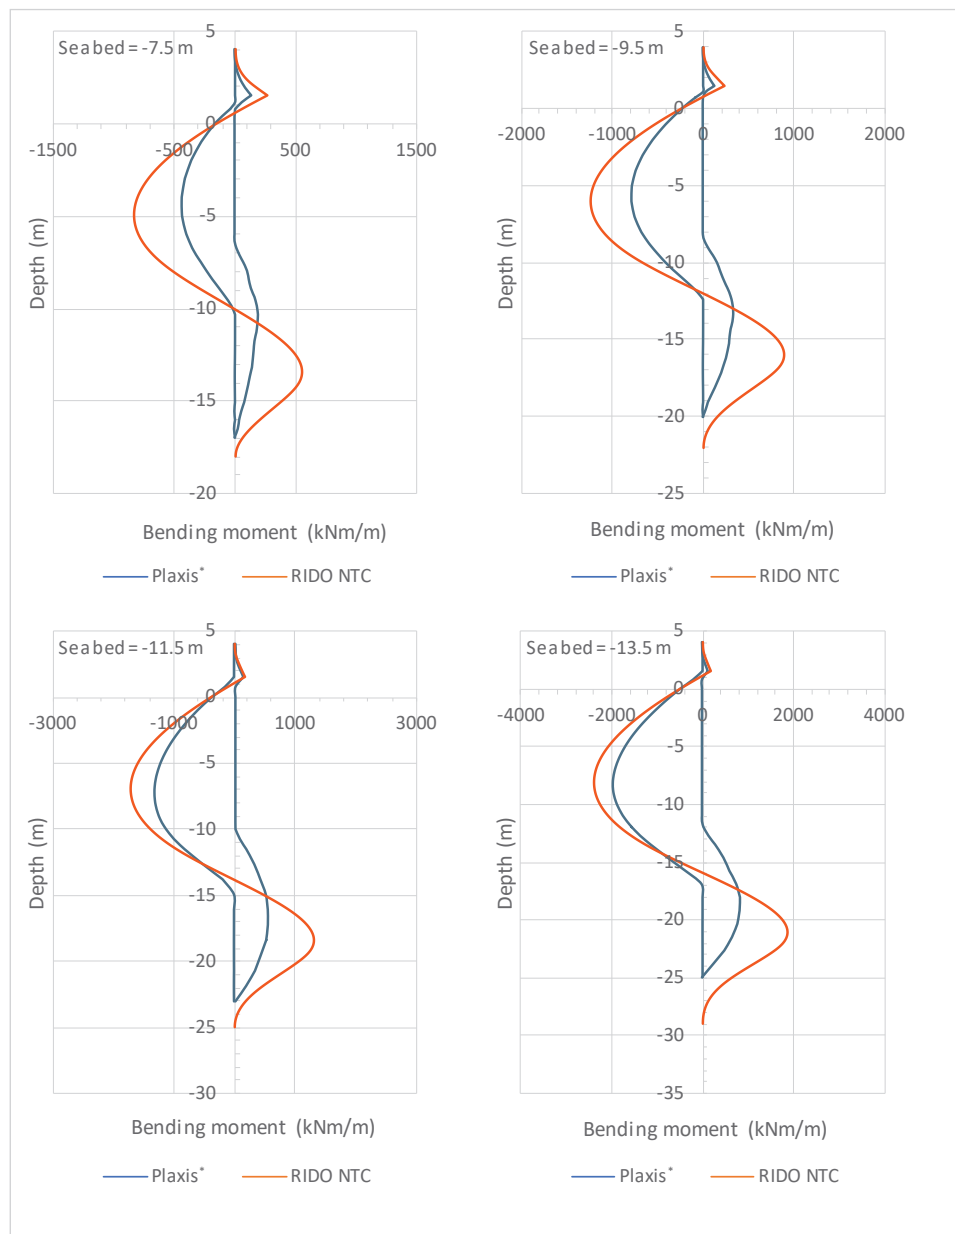 Seabed = -7.5 m
5
0
-5
-10
-15
-20
-1500
-500
500
1500
Depth (m)
Bending moment (kNm/m)
Plaxis*
RIDO NTC
Seabed = -9.5 m
5
0
-5
-10
-15
-20
-25
-2000
-1000
0
1000
2000
Depth (m)
Bending moment (kNm/m)
Plaxis*
RIDO NTC
Seabed = -11.5 m
5
0
-5
-10
-15
-20
-25
-30
-3000
-1000
1000
3000
Depth (m)
Bending moment (kNm/m)
Plaxis*
RIDO NTC
Seabed = -13.5 m
5
0
-5
-10
-15
-20
-25
-30
-35
-4000
-2000
0
2000
4000
Depth (m)
Bending moment (kNm/m)
Plaxis*
RIDO NTC